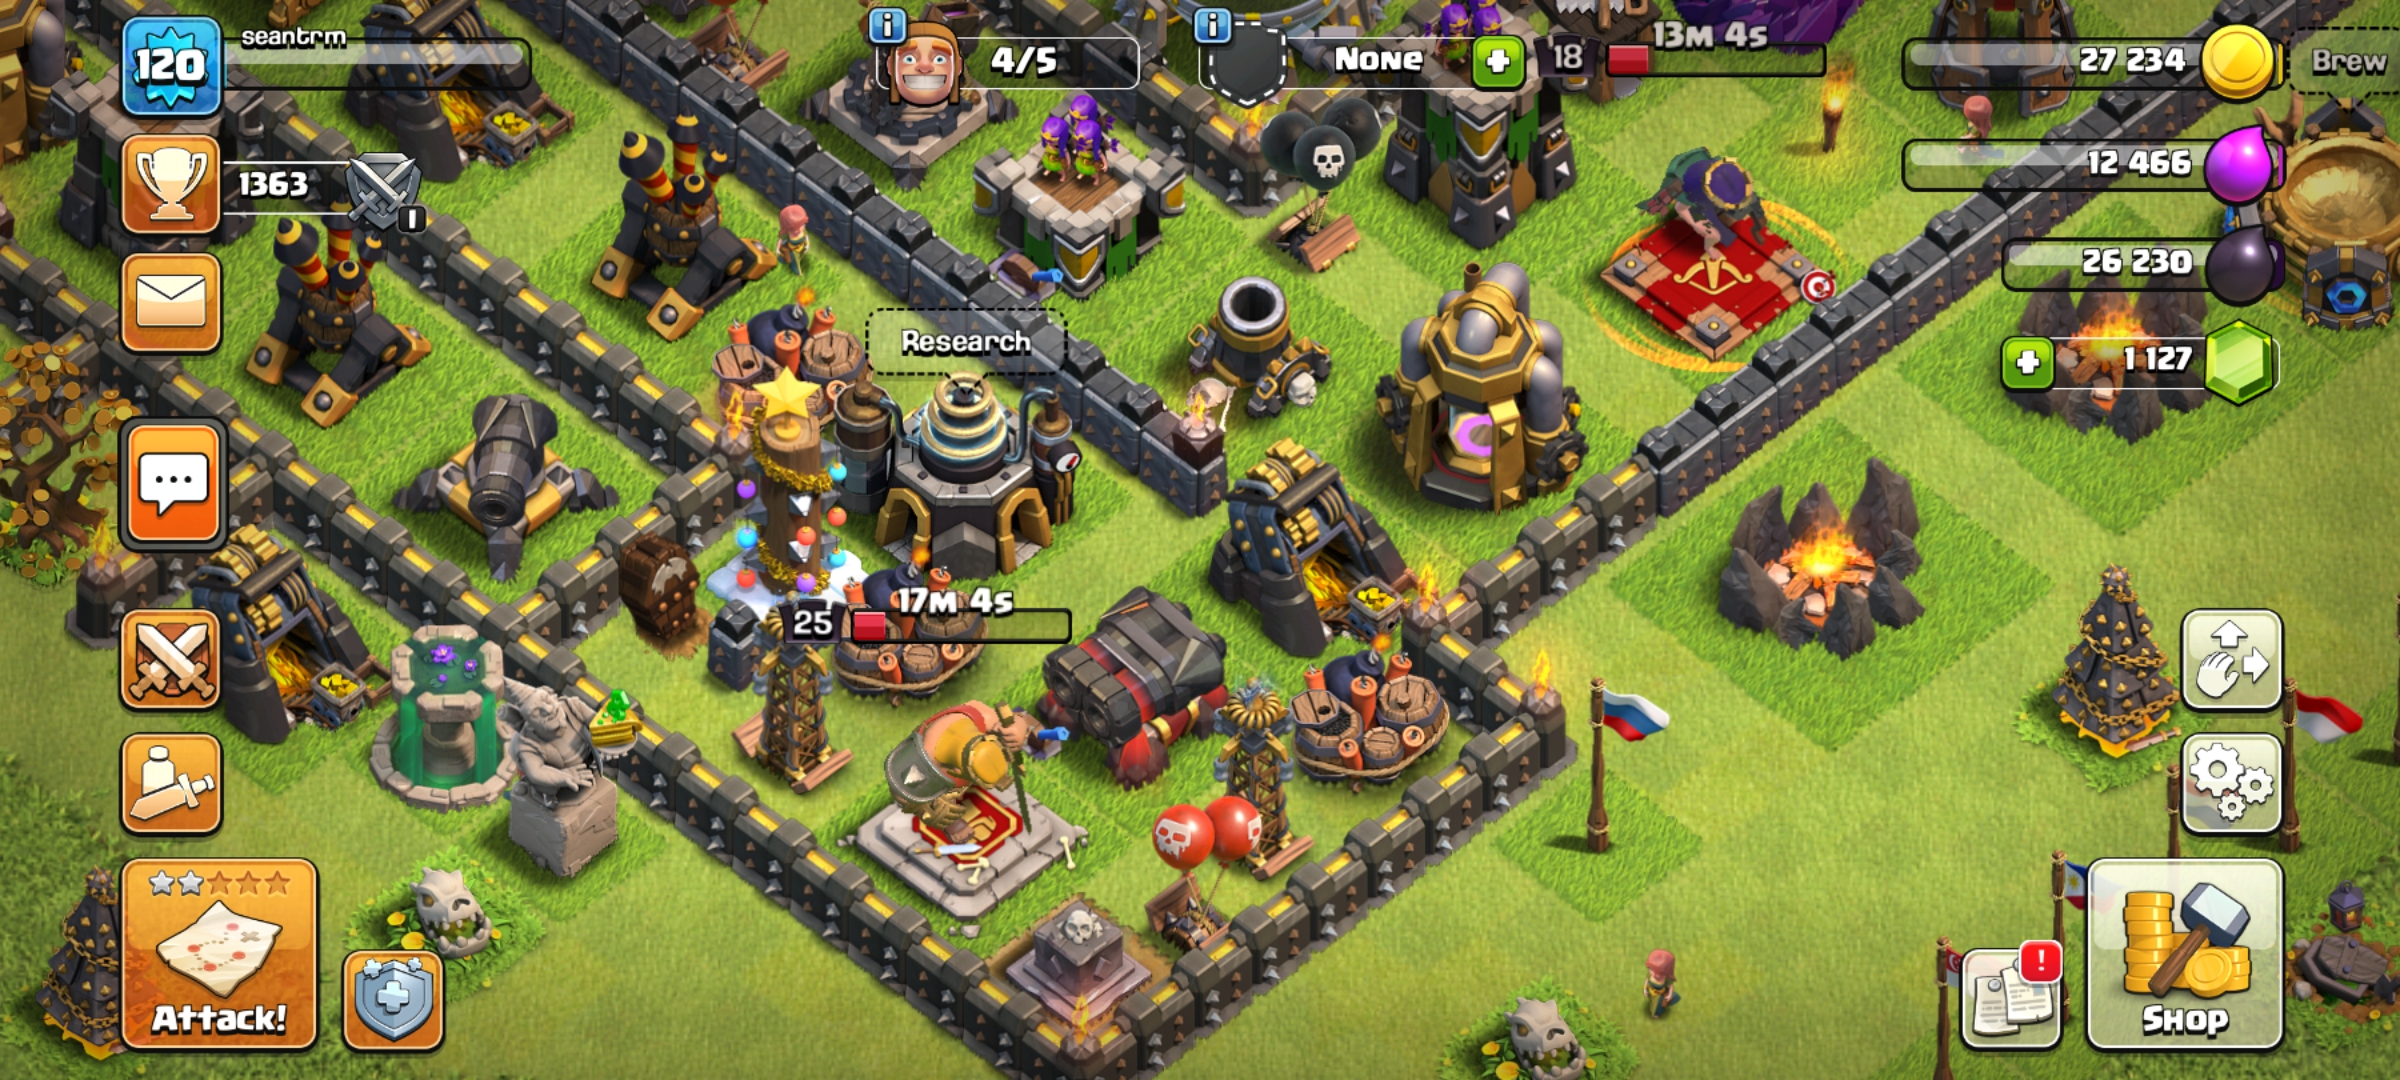 120
seantrm
4/5
None
18
13m 4s
27 234
Brew
1363
I
12 466
26 230
Research
1 127
25
17m 4s
Attack!
!
Shop